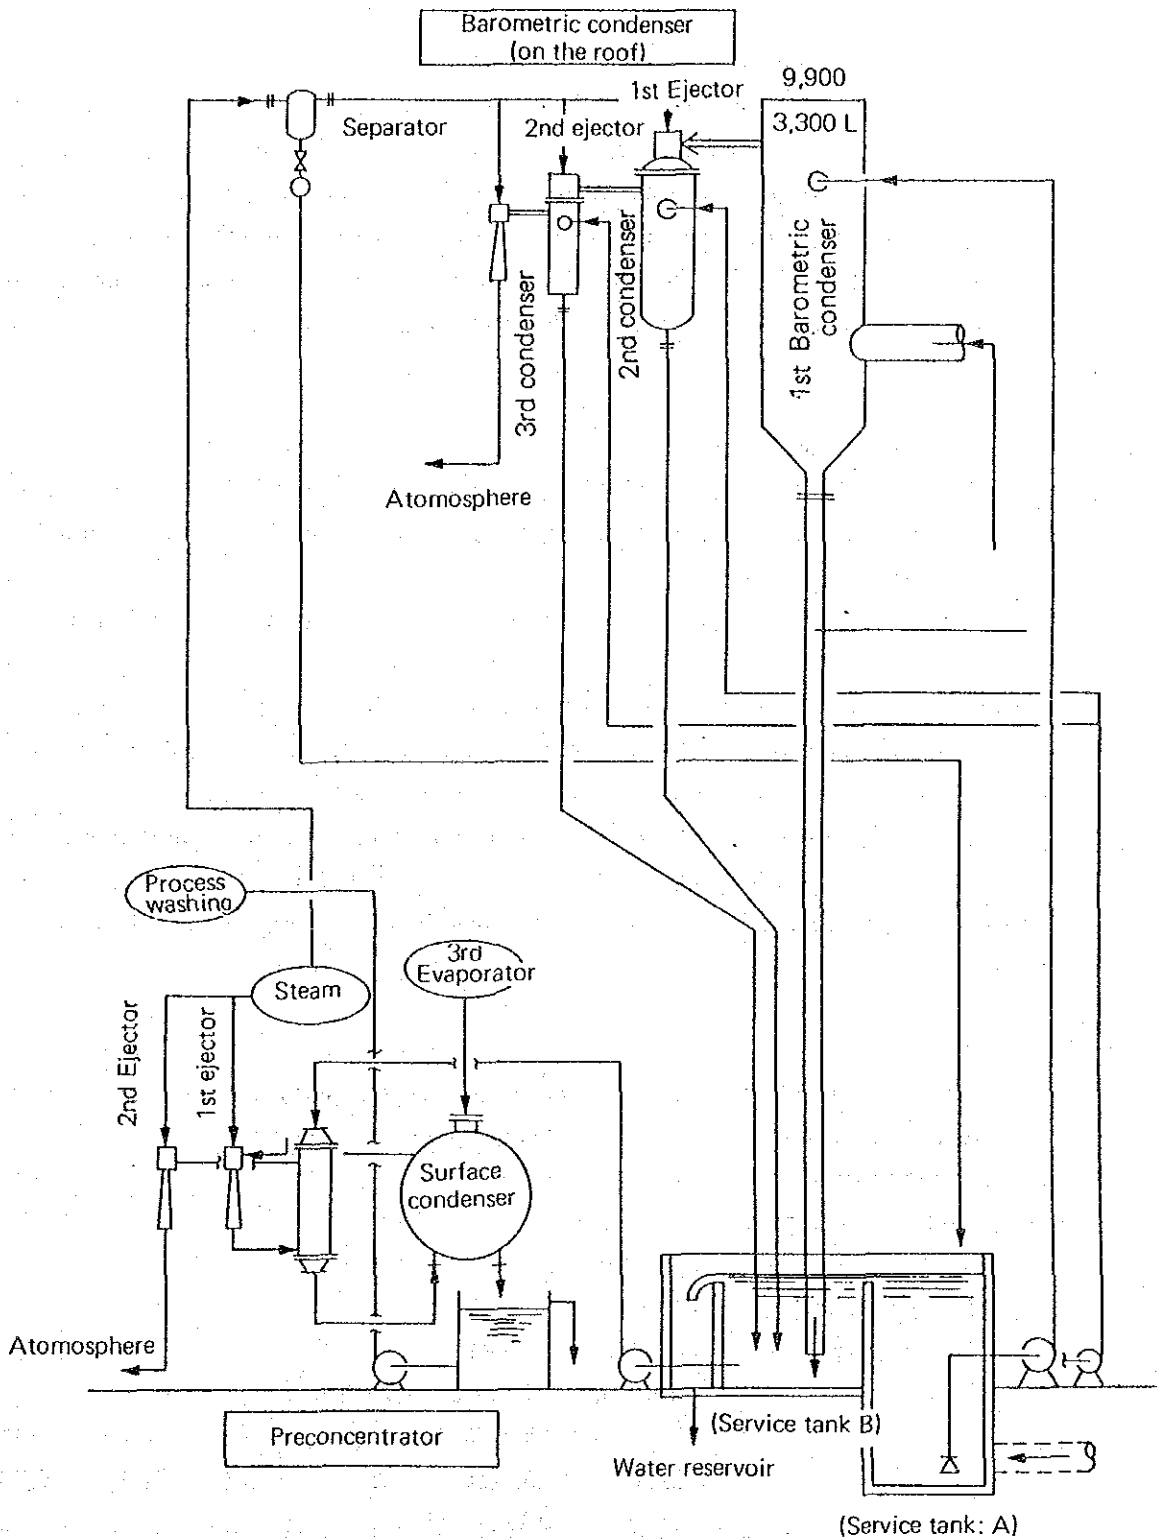 Barometric condenser
(on the roof)
1st Ejector
9,900
3,300 L
Separator
2nd ejector
1st Barometric
condenser
2nd condenser
3rd condenser
Atomosphere
Process
washing
3rd
Evaporator
Steam
2nd Ejector
1st ejector
Surface
condenser
Atomosphere
(Service tank B)
Preconcentrator
Water reservoir
(Service tank: A)